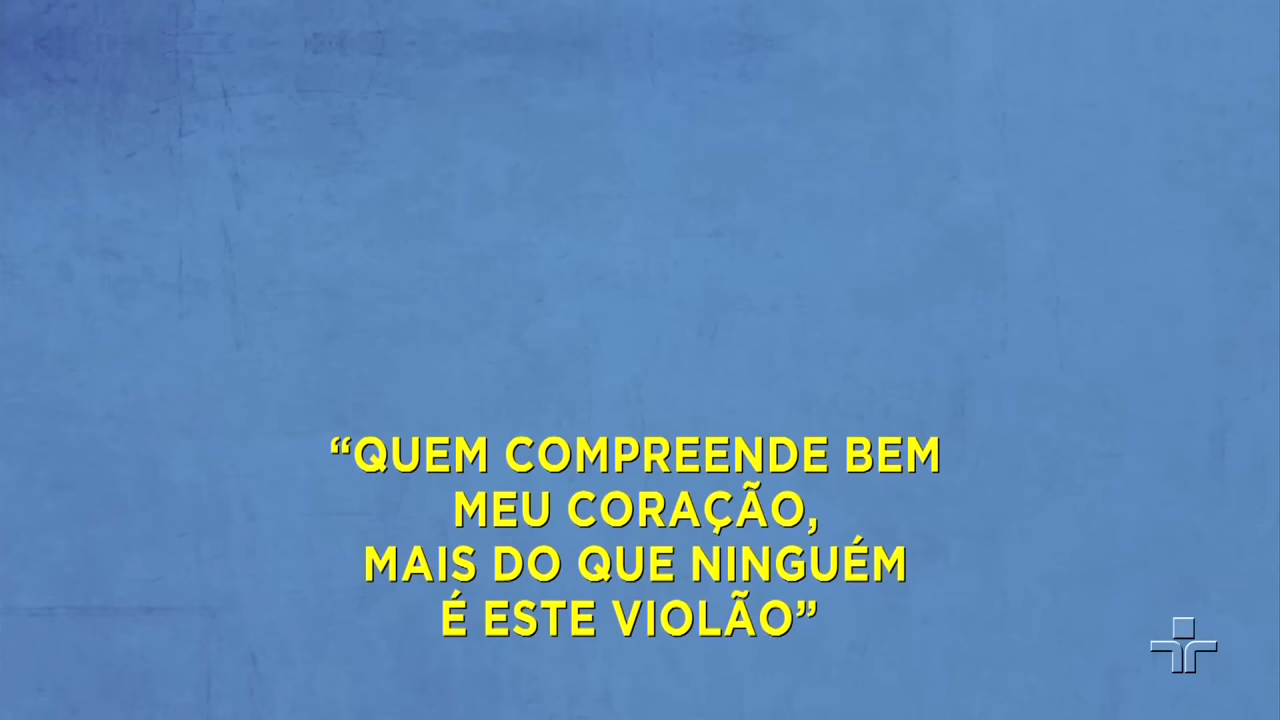 “QUEM COMPREENDE BEM
MEU CORAÇÃO,
MAIS DO QUE NINGUÉM
É ESTE VIOLÃO”